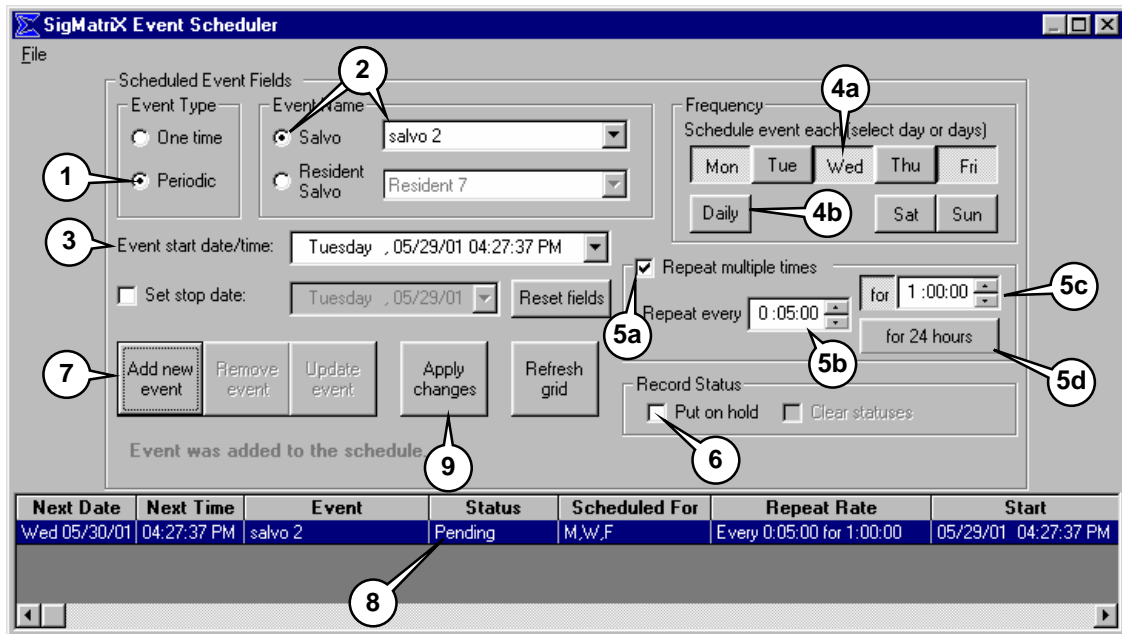 SigMatriX Event Scheduler
File
Scheduled Event Fields
2
4a
Event Type
Event Name
Frequency
One time
Salvo
salvo 2
Schedule event each (select day or days)
Mon Tue Wed Thu Fri
1
Periodic
Resident Salvo
Resident 7
Daily
4b
Sat Sun
3
Event start date/time:
Tuesday , 05/29/01 04:27:37 PM
Repeat multiple times
Set stop date:
Tuesday , 05/29/01
Reset fields
5a
Repeat every
0 :05:00
for
1 :00:00
5c
5b
for 24 hours
5d
7
Add new event
Remove event
Update event
Apply changes
Refresh grid
Record Status
Put on hold
Clear statuses
6
Event was added to the schedule.
9
Next Date Next Time Event Status Scheduled For Repeat Rate Start
Wed 05/30/01 04:27:37 PM salvo 2 Pending M,W,F Every 0:05:00 for 1:00:00 05/29/01 04:27:37 PM
8